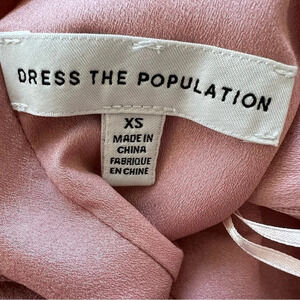 DRESS THE POPULATION
XS
MADE IN
CHINA
FABRIQUE
EN CHINE